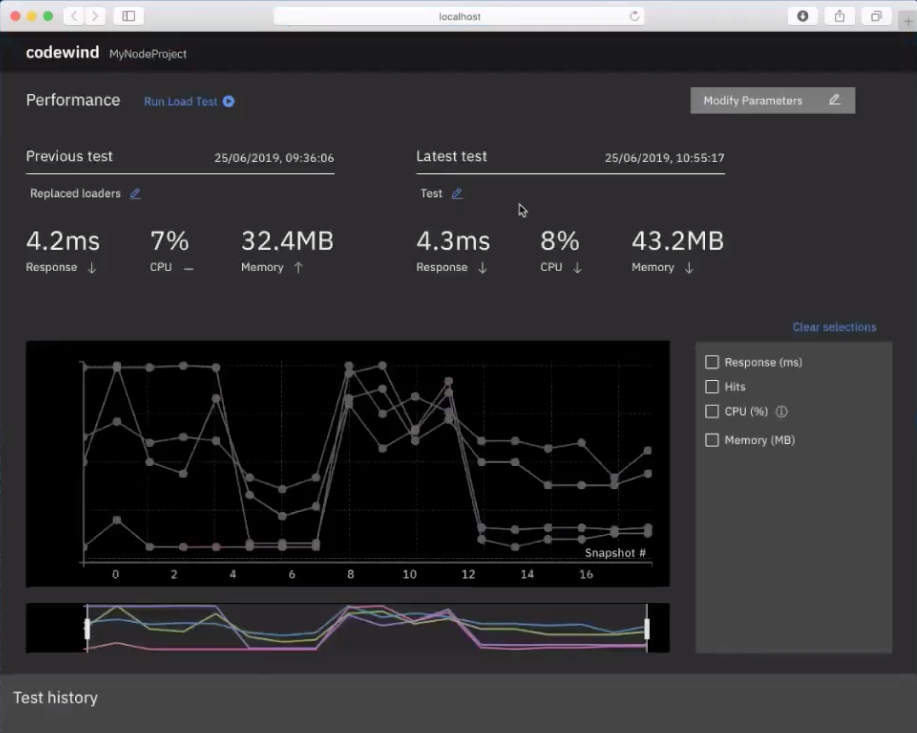 localhost
codewind MyNodeProject
Performance Run Load Test Modify Parameters
Previous test 25/06/2019, 09:36:06 Latest test 25/06/2019, 10:55:17
Replaced loaders Test
4.2ms 7% 32.4MB 4.3ms 8% 43.2MB
Response CPU Memory Response CPU Memory
Clear selections
Response (ms)
Hits
CPU (%)
Memory (MB)
Snapshot #
0 2 4 6 8 10 12 14 16
Test history